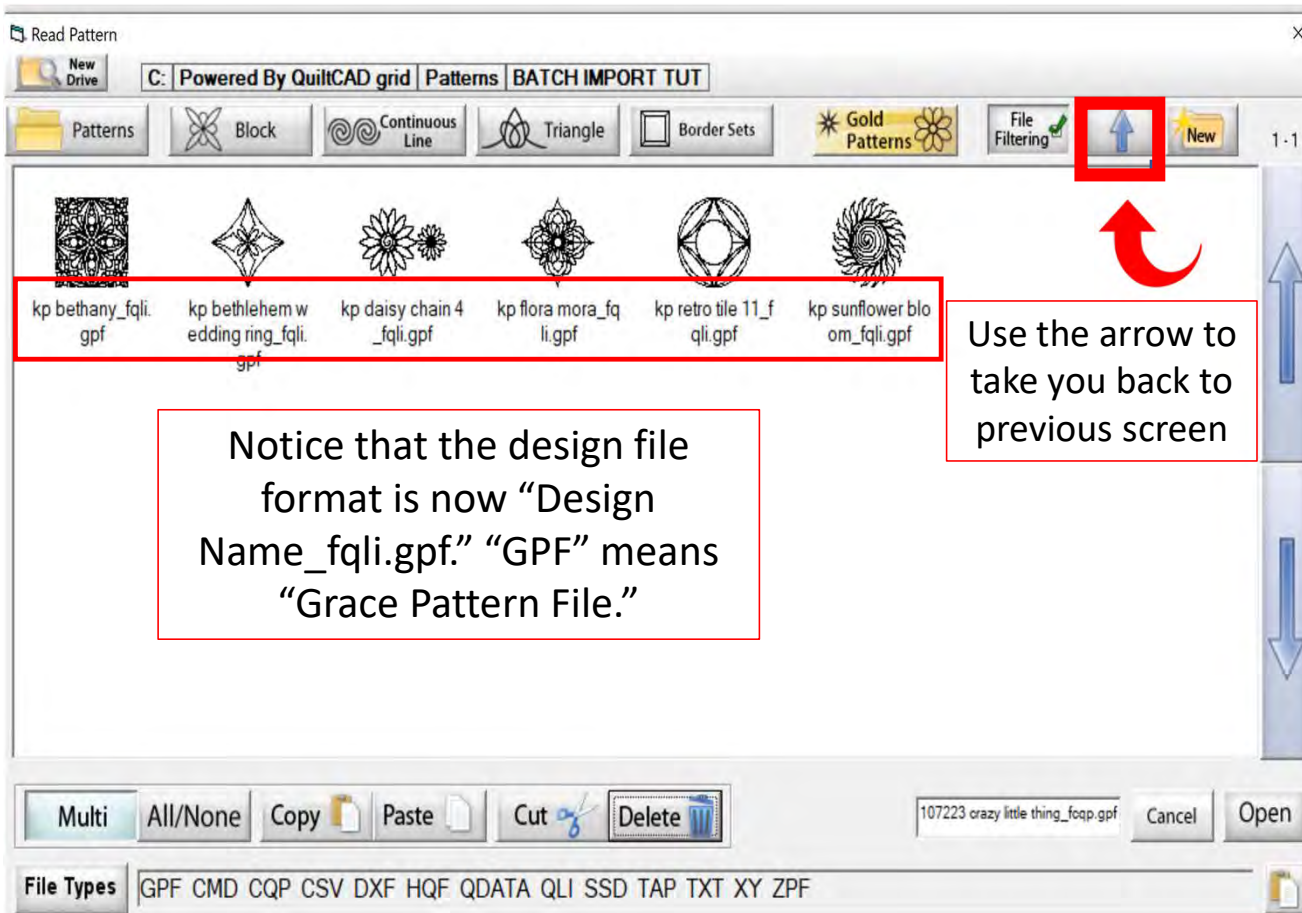 Read Pattern
New Drive
C: Powered By QuiltCAD grid Patterns BATCH IMPORT TUT
Patterns
Block
Continuous Line
Triangle
Border Sets
Gold Patterns
File Filtering
New
1-1
kp bethany_fqli.
gpf
kp bethlehem w
edding ring_fqli.
gpf
kp daisy chain 4
_fqli.gpf
kp flora mora_fq
li.gpf
kp retro tile 11_f
qli.gpf
kp sunflower blo
om_fqli.gpf
Use the arrow to
take you back to
previous screen
Notice that the design file
format is now “Design
Name_fqli.gpf.” “GPF” means
“Grace Pattern File.”
Multi All/None Copy Paste Cut Delete
107223 crazy little thing_fcqp.gpf Cancel Open
File Types GPF CMD CQP CSV DXF HQF QDATA QLI SSD TAP TXT XY ZPF